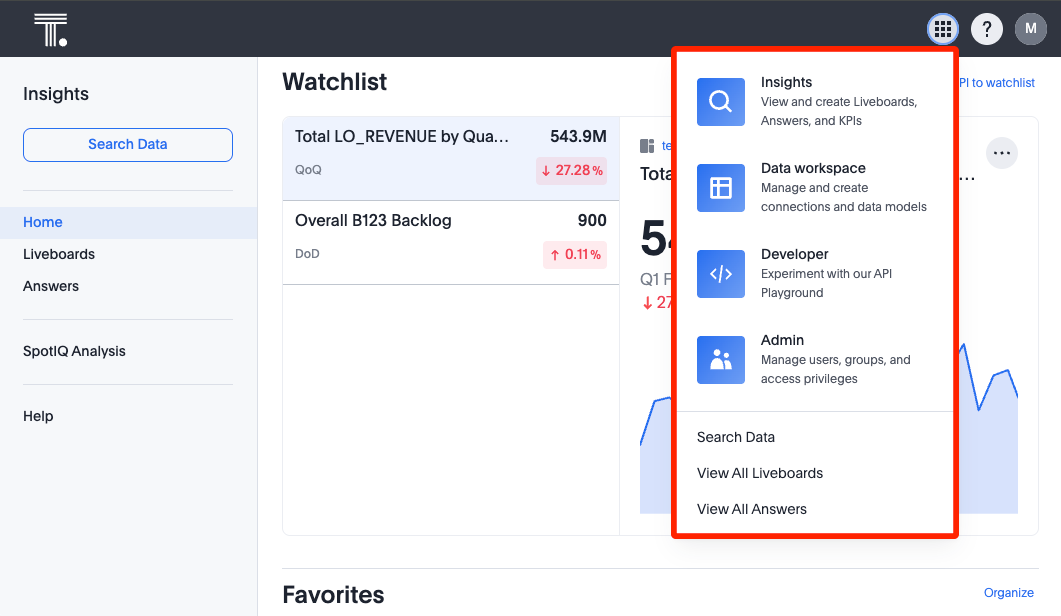 T.
?
M
Insights
Search Data
Home
Liveboards
Answers
SpotIQ Analysis
Help
Watchlist
PI to watchlist
Total LO_REVENUE by Qua...
543.9M
QoQ
↓ 27.28%
Overall B123 Backlog
900
DoD
↑ 0.11%
te
Tota
...
54
Q1 F
↓ 27
Insights
View and create Liveboards,
Answers, and KPIs
Data workspace
Manage and create
connections and data models
Developer
Experiment with our API
Playground
Admin
Manage users, groups, and
access privileges
Search Data
View All Liveboards
View All Answers
Favorites
Organize